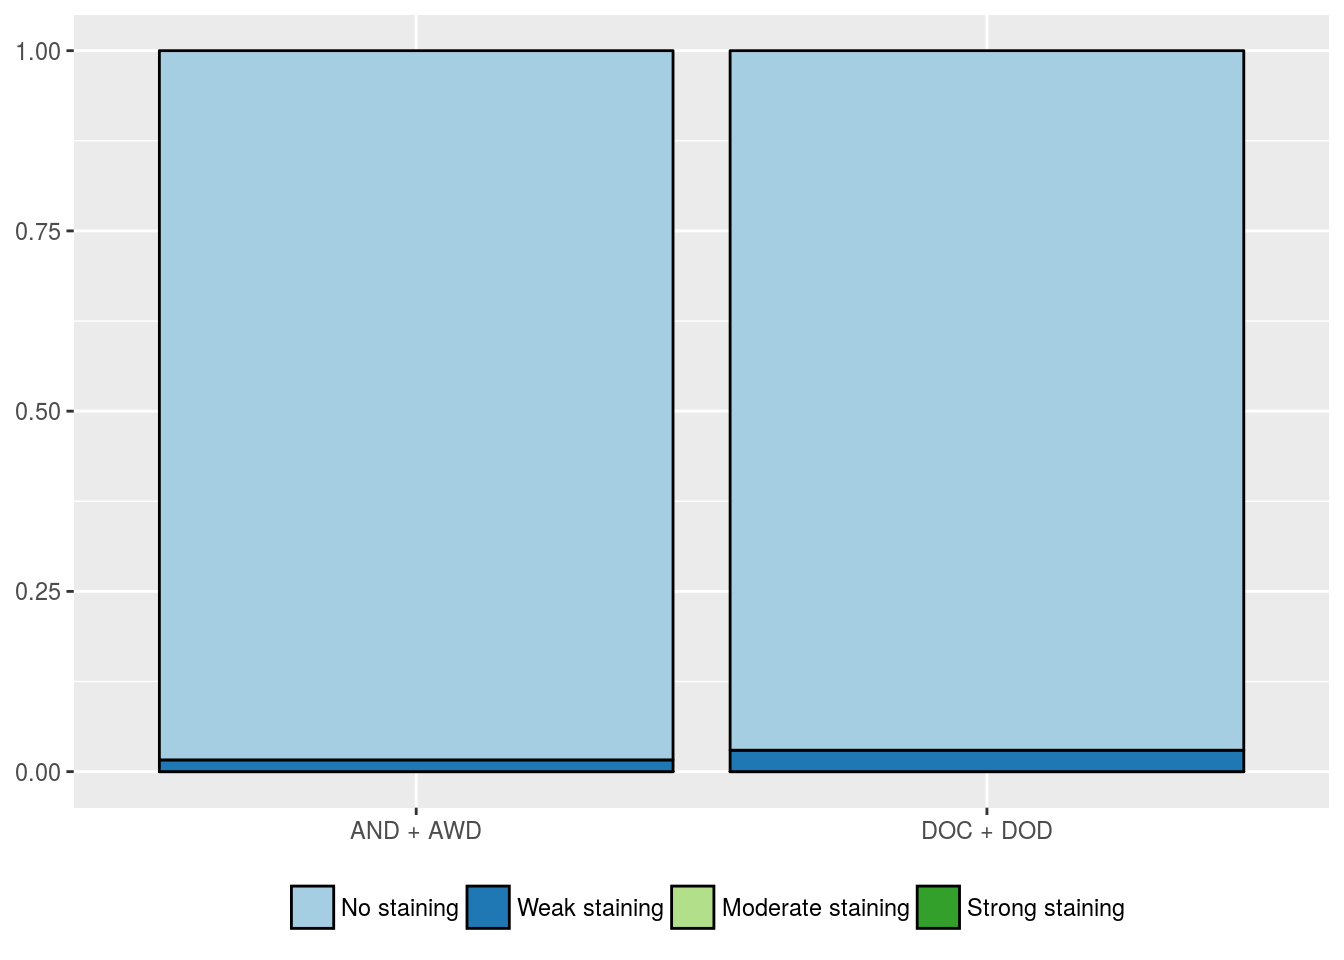 1.00
0.75
0.50
0.25
0.00
AND + AWD DOC + DOD
No staining Weak staining Moderate staining Strong staining